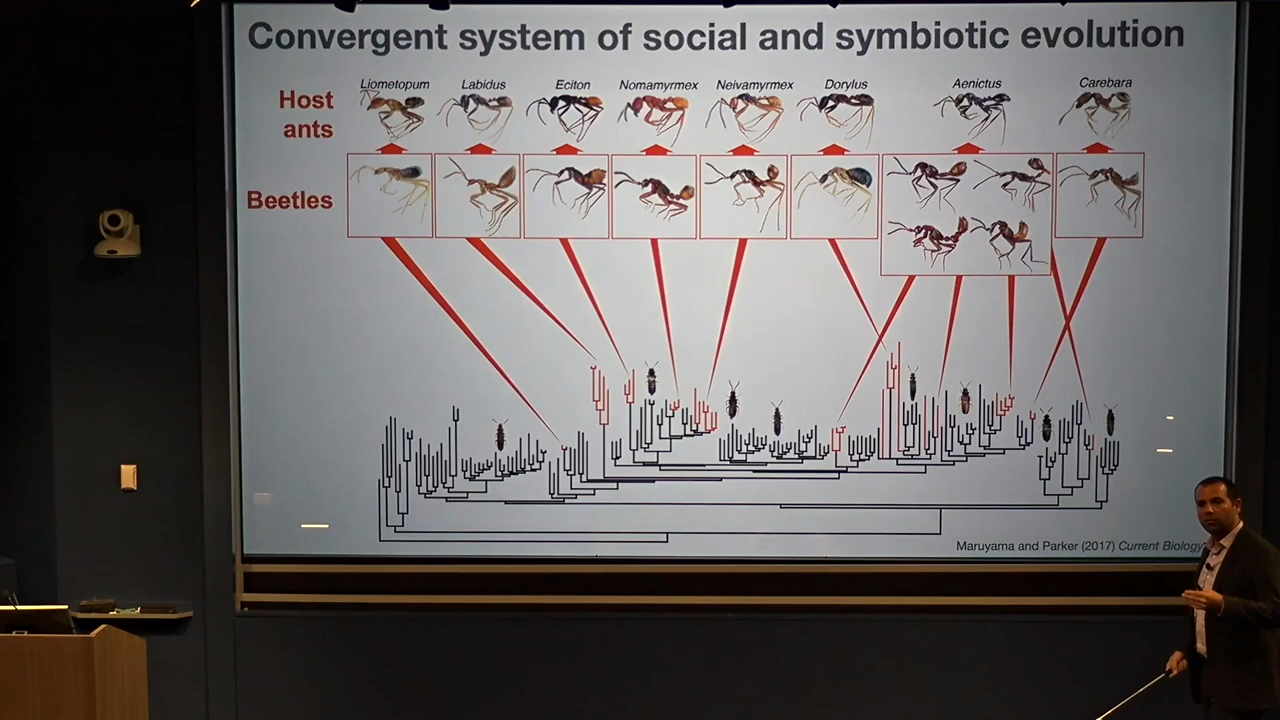 Convergent system of social and symbiotic evolution
Liometopum Labidus Eciton Nomamyrmex Neivamyrmex Dorylus Aenictus Carebara
Host
ants
Beetles
Maruyama and Parker (2017) Current Biology